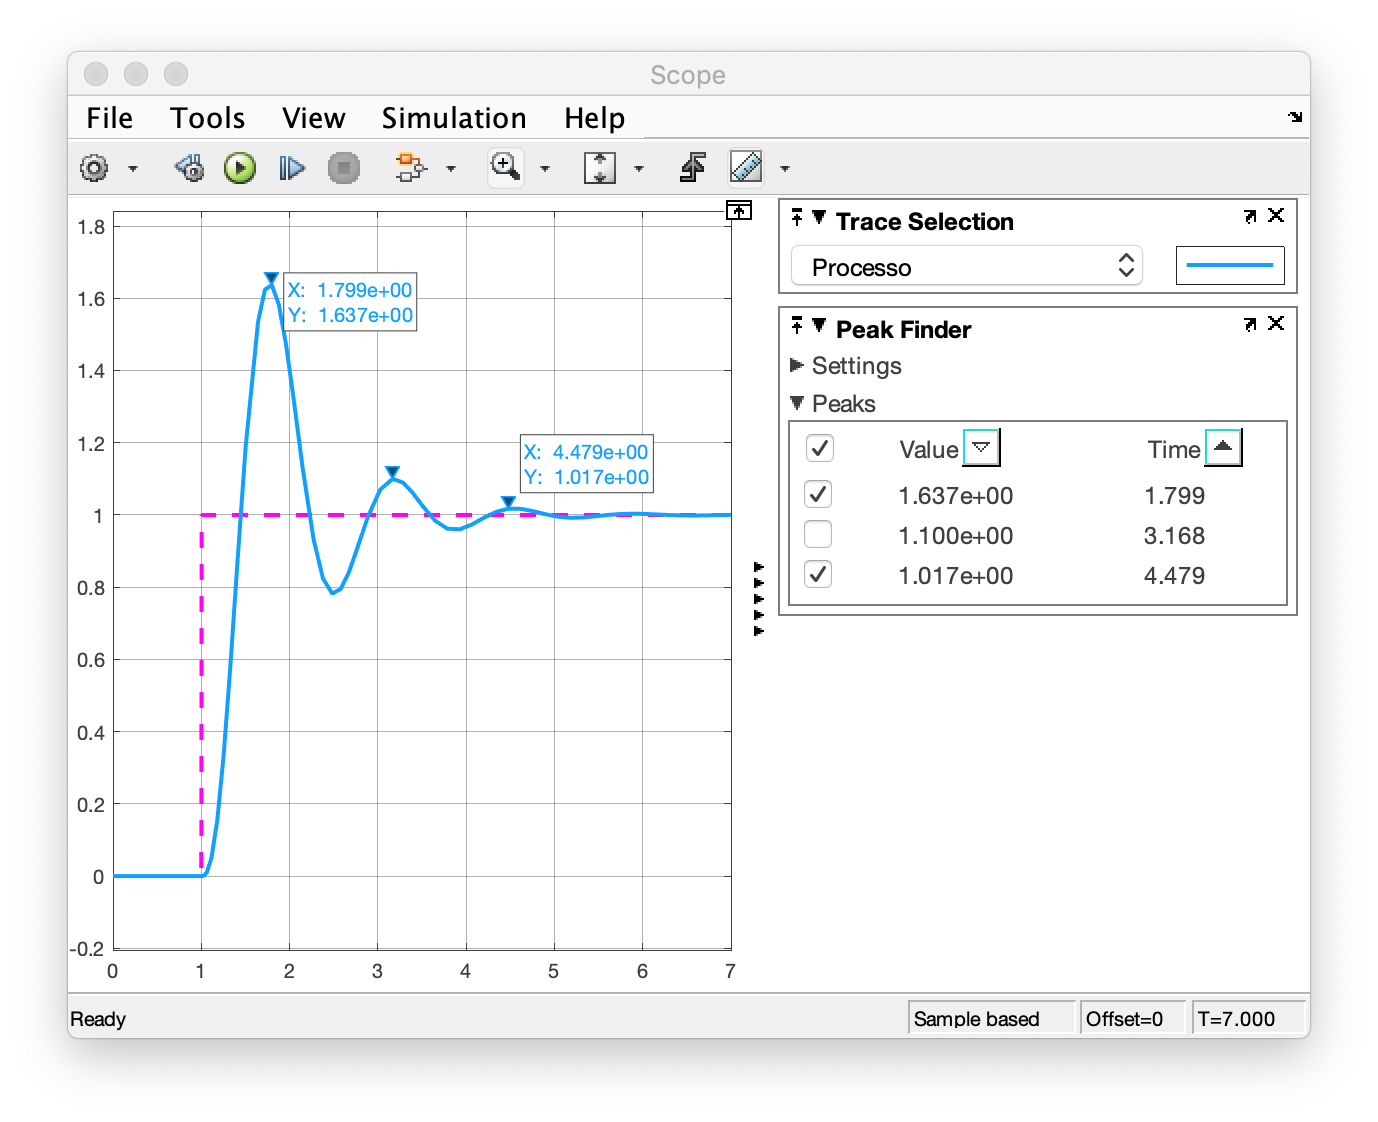 Scope
File Tools View Simulation Help
1.8
1.6
1.4
1.2
1
0.8
0.6
0.4
0.2
0
-0.2
0 1 2 3 4 5 6 7
X: 1.799e+00
Y: 1.637e+00
X: 4.479e+00
Y: 1.017e+00
Trace Selection
Processo
Peak Finder
Settings
Peaks
Value Time
1.637e+00 1.799
1.100e+00 3.168
1.017e+00 4.479
Ready Sample based Offset=0 T=7.000